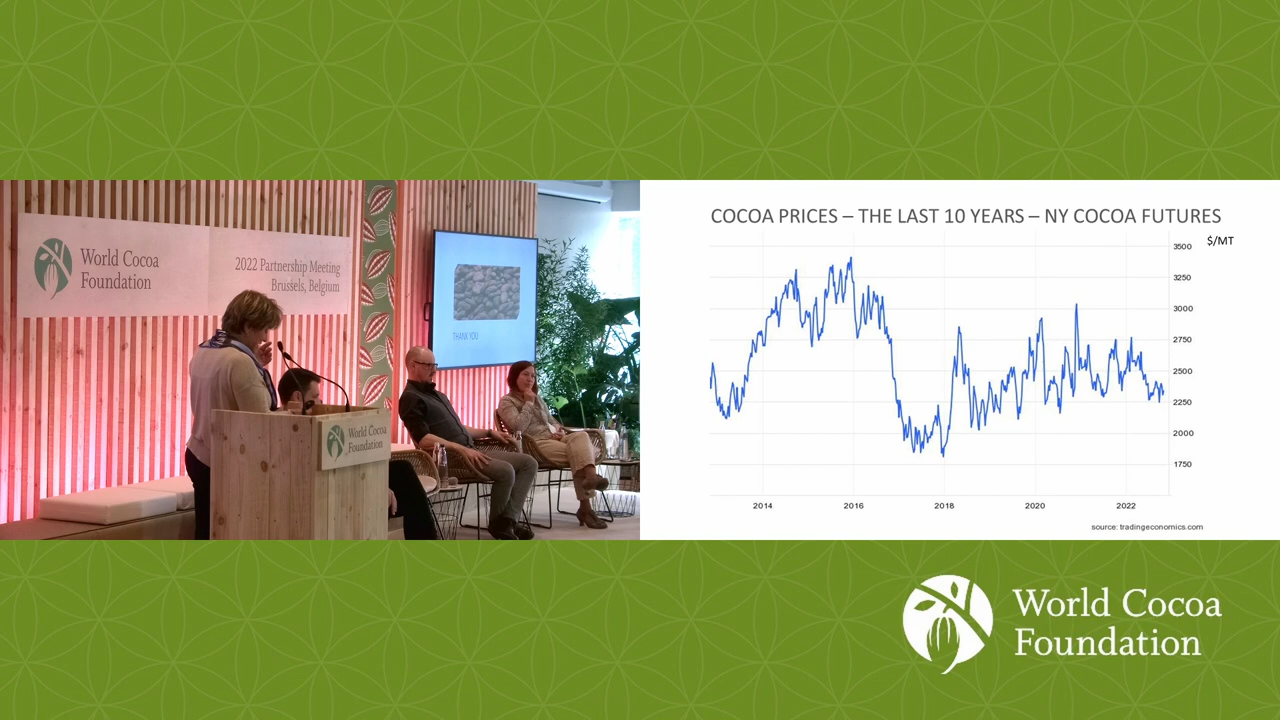 World Cocoa
Foundation
2022 Partnership Meeting
Brussels, Belgium
THANK YOU
World Cocoa
Foundation
COCOA PRICES – THE LAST 10 YEARS – NY COCOA FUTURES
$/MT
3500
3250
3000
2750
2500
2250
2000
1750
2014 2016 2018 2020 2022
source: tradingeconomics.com
World Cocoa
Foundation